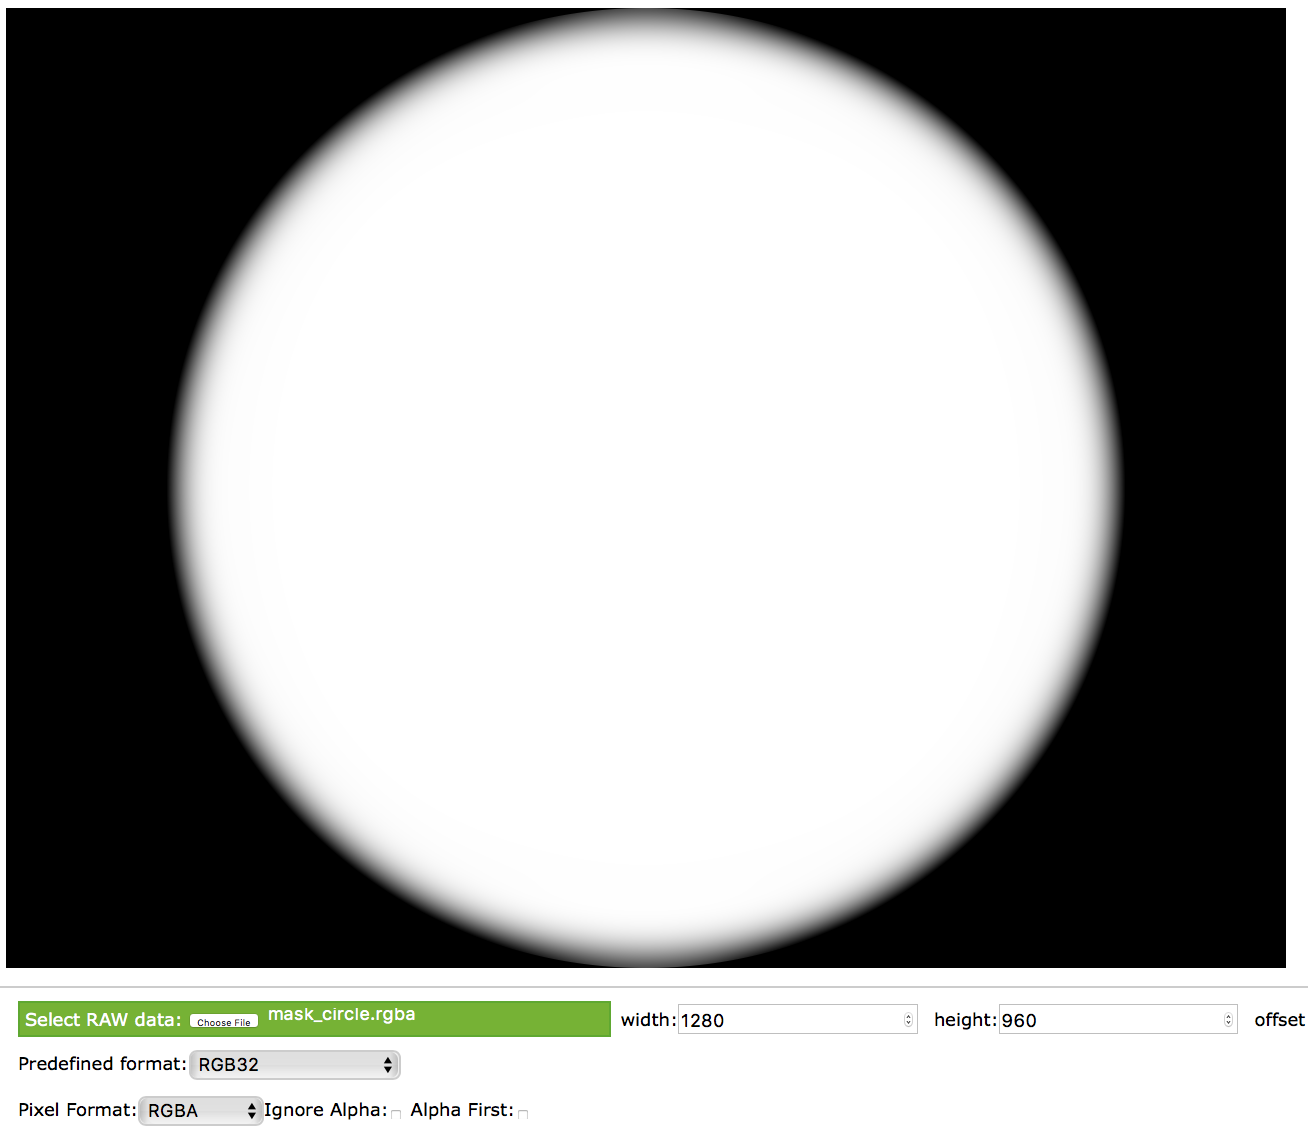 Select RAW data: Choose File mask_circle.rgba width: 1280 height: 960 offset
Predefined format: RGB32
Pixel Format: RGBA Ignore Alpha: Alpha First: